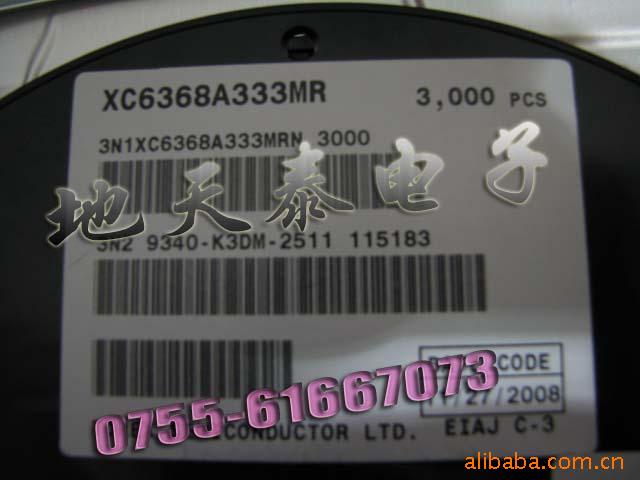 XC6368A333MR 3,000 PCS
3N1XC6368A333MRN 3000
地天泰电子
3N2 9340-K3DM-2511 115183
CODE
/27/2008
0755-61667073
CONDUCTOR LTD. EIAJ C-3
alibaba.com.cn